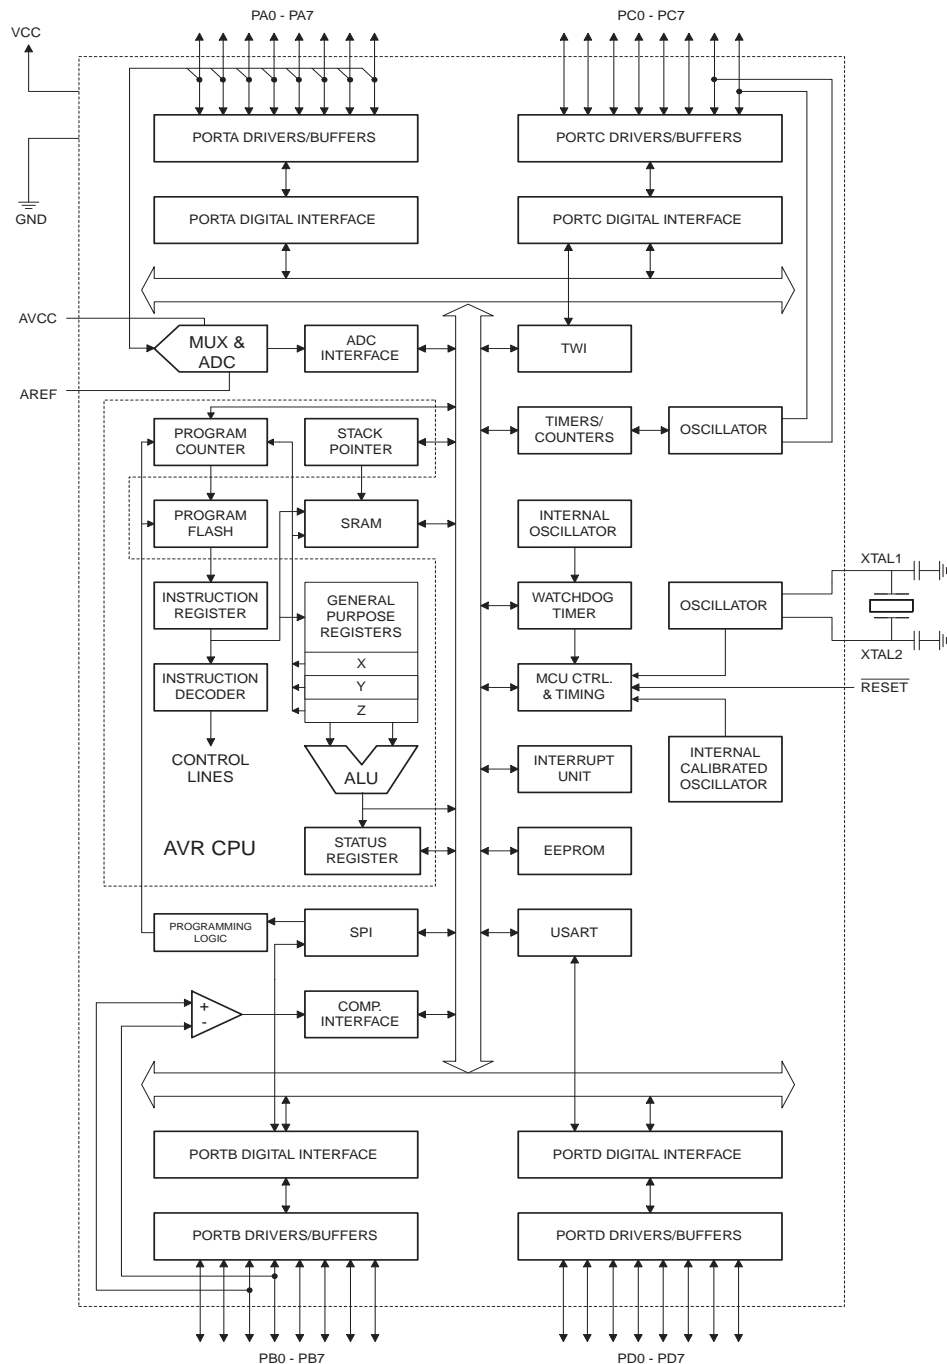 PA0 - PA7
PC0 - PC7
VCC
PORTA DRIVERS/BUFFERS
PORTC DRIVERS/BUFFERS
GND
PORTA DIGITAL INTERFACE
PORTC DIGITAL INTERFACE
AVCC
MUX &
ADC
ADC
INTERFACE
TWI
AREF
PROGRAM
COUNTER
STACK
POINTER
TIMERS/
COUNTERS
OSCILLATOR
PROGRAM
FLASH
SRAM
INTERNAL
OSCILLATOR
XTAL1
INSTRUCTION
REGISTER
GENERAL
PURPOSE
REGISTERS
WATCHDOG
TIMER
OSCILLATOR
XTAL2
X
INSTRUCTION
DECODER
Y
MCU CTRL.
& TIMING
RESET
Z
CONTROL
LINES
ALU
INTERRUPT
UNIT
INTERNAL
CALIBRATED
OSCILLATOR
AVR CPU
STATUS
REGISTER
EEPROM
PROGRAMMING
LOGIC
SPI
USART
+
-
COMP.
INTERFACE
PORTB DIGITAL INTERFACE
PORTD DIGITAL INTERFACE
PORTB DRIVERS/BUFFERS
PORTD DRIVERS/BUFFERS
PB0 - PB7
PD0 - PD7